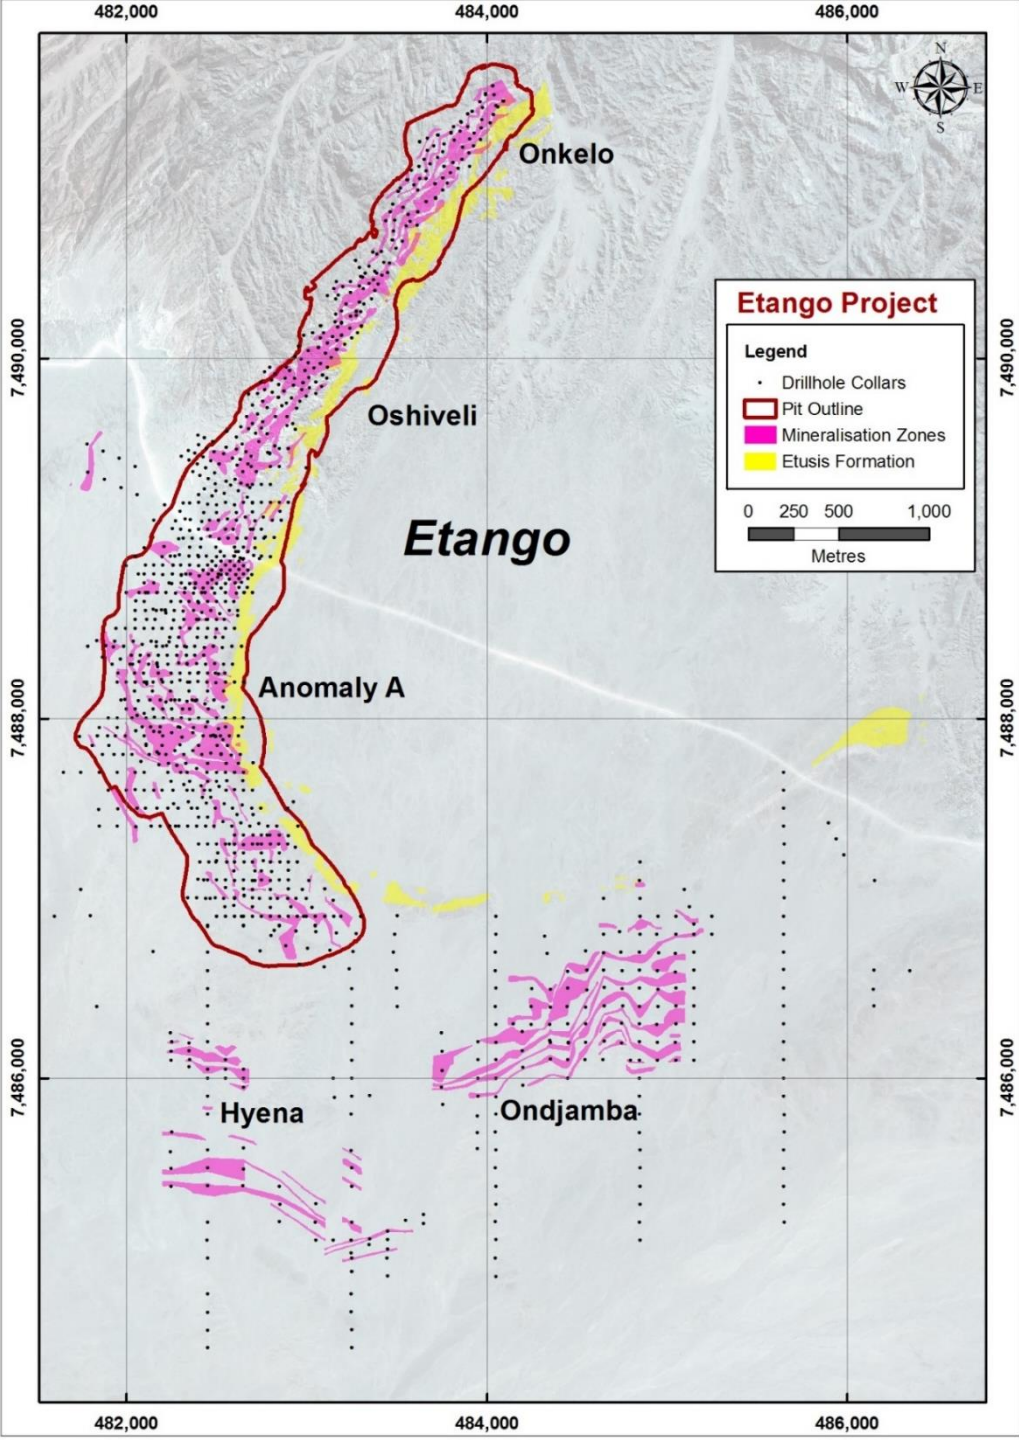 482,000 484,000 486,000
N
W E
S
Onkelo
Etango Project
Legend
Drillhole Collars
Pit Outline
Mineralisation Zones
Etusis Formation
0 250 500 1,000
Metres
7,490,000 7,490,000
Oshiveli
Etango
Anomaly A
7,488,000 7,488,000
7,486,000 7,486,000
Hyena
Ondjamba
482,000 484,000 486,000